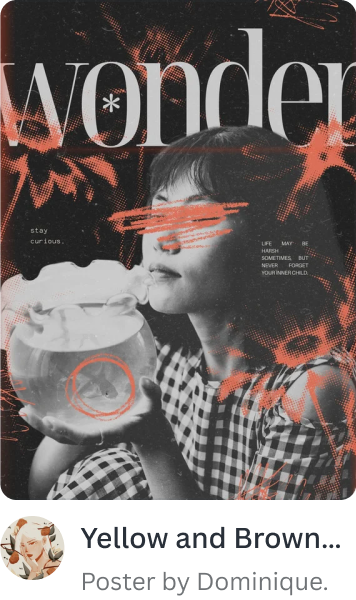 wonder
stay
curious.
LIFE MAY BE
HARSH
SOMETIMES, BUT
NEVER FORGET
YOUR INNER CHILD.
Yellow and Brown...
Poster by Dominique.